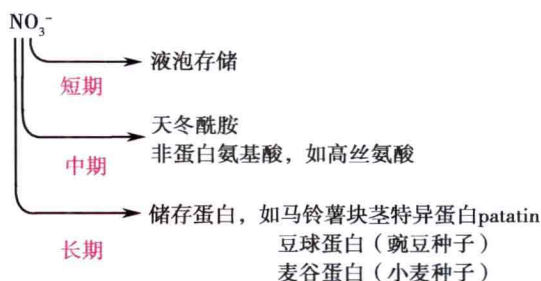 NO₃⁻
液泡存储
短期
天冬酰胺
非蛋白氨基酸，如高丝氨酸
中期
储存蛋白，如马铃薯块茎特异蛋白patatin
长期
豆球蛋白（豌豆种子）
麦谷蛋白（小麦种子）